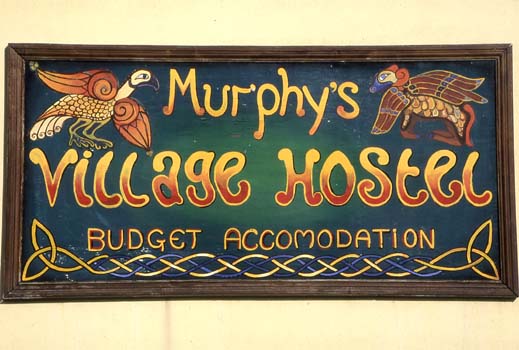 Murphy's
Village Hostel
Budget Accomodation